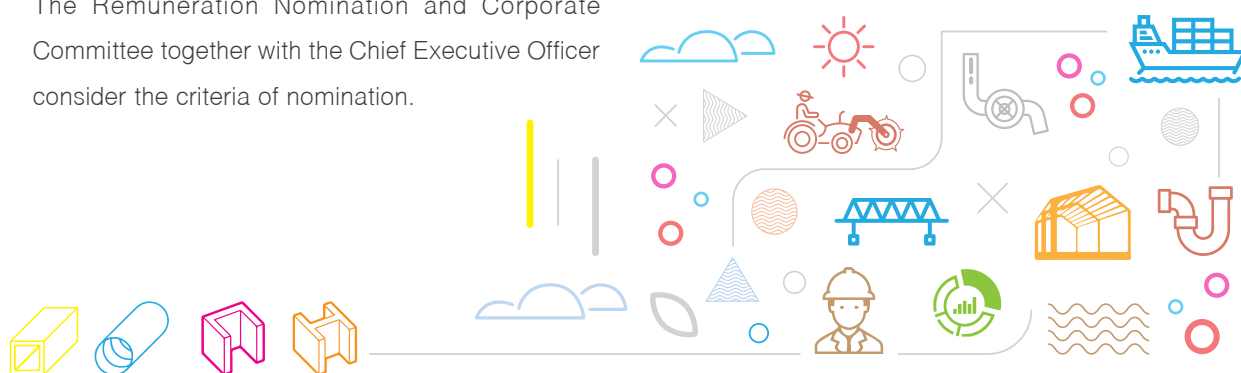 The Remuneration Nomination and Corporate
Committee together with the Chief Executive Officer
consider the criteria of nomination.